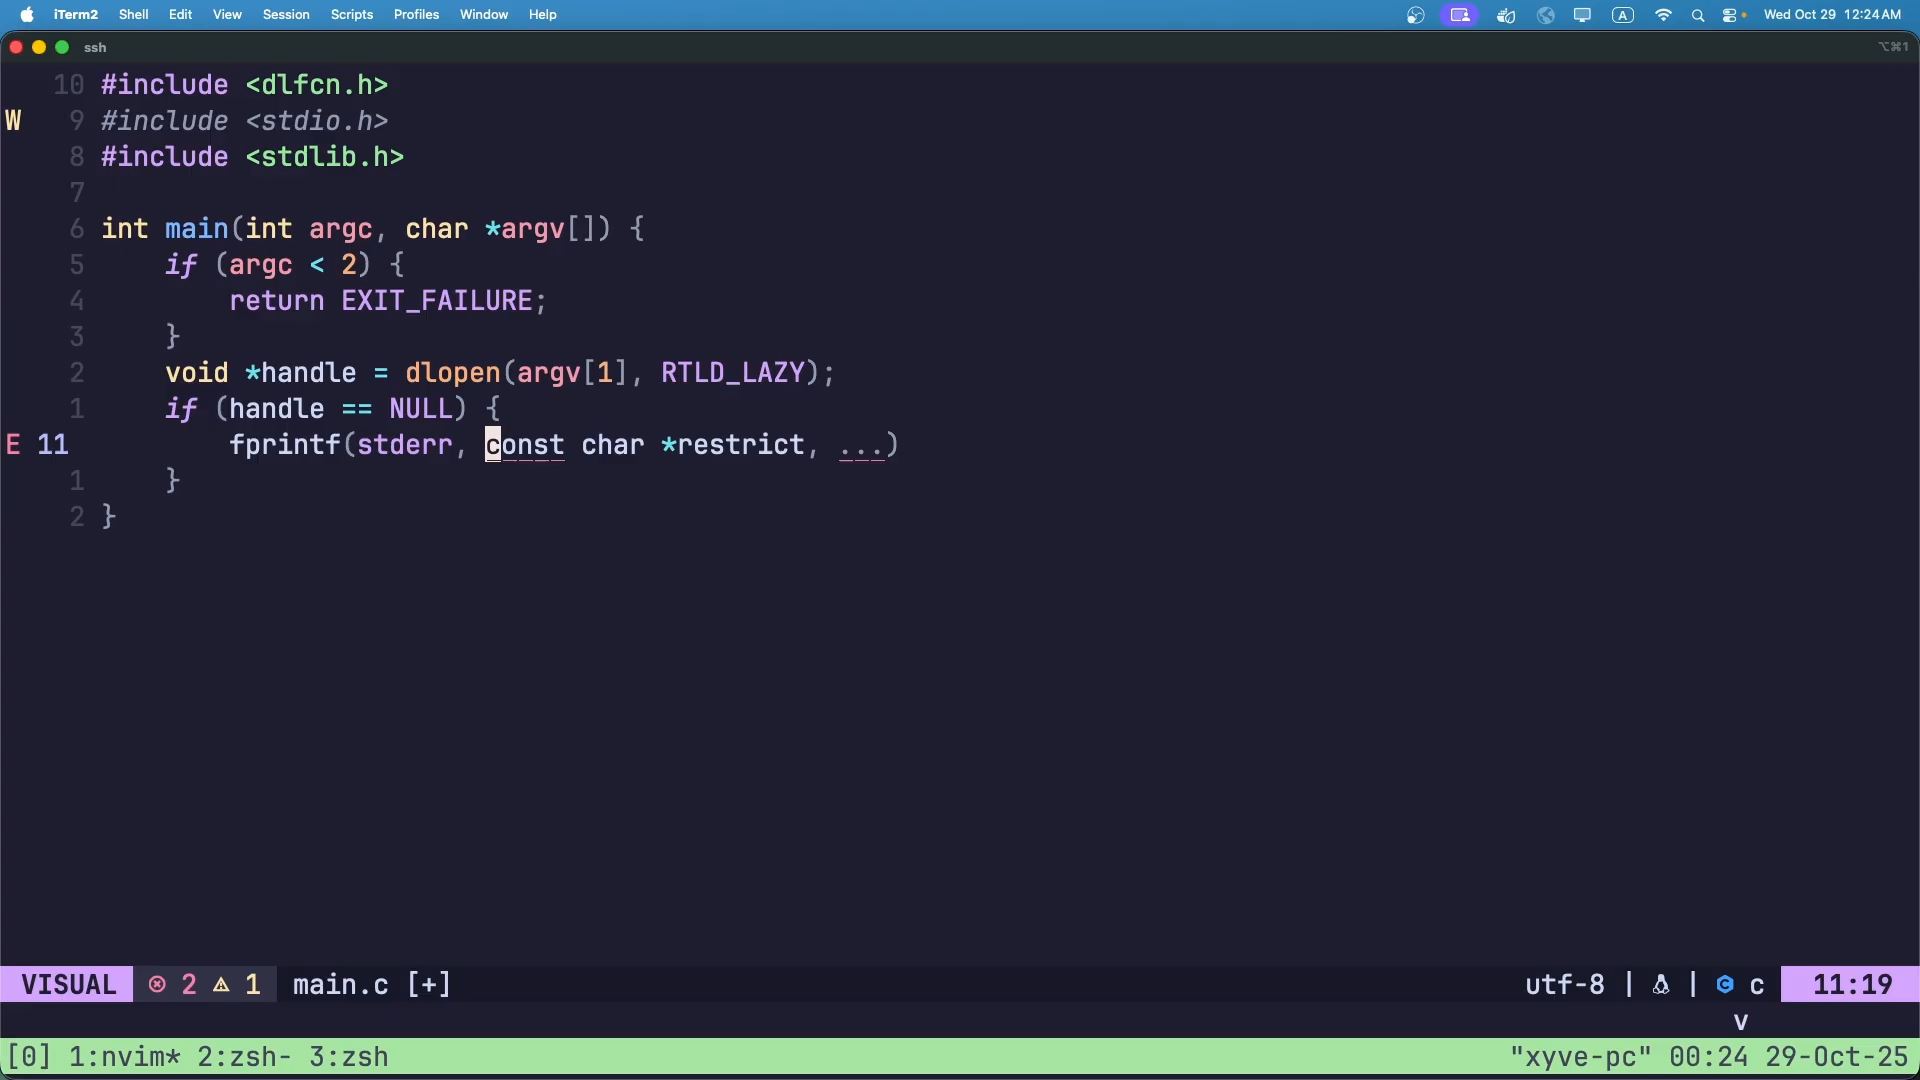 iTerm2 Shell Edit View Session Scripts Profiles Window Help A Wed Oct 29 12:24 AM
ssh ⌥⌘1
10 #include <dlfcn.h>
W 9 #include <stdio.h>
8 #include <stdlib.h>
7
6 int main(int argc, char *argv[]) {
5 if (argc < 2) {
4 return EXIT_FAILURE;
3 }
2 void *handle = dlopen(argv[1], RTLD_LAZY);
1 if (handle == NULL) {
E 11 fprintf(stderr, const char *restrict, ...)
1 }
2 }
VISUAL 2 1 main.c [+] utf-8 | | c 11:19
v
[0] 1:nvim* 2:zsh- 3:zsh "xyve-pc" 00:24 29-Oct-25